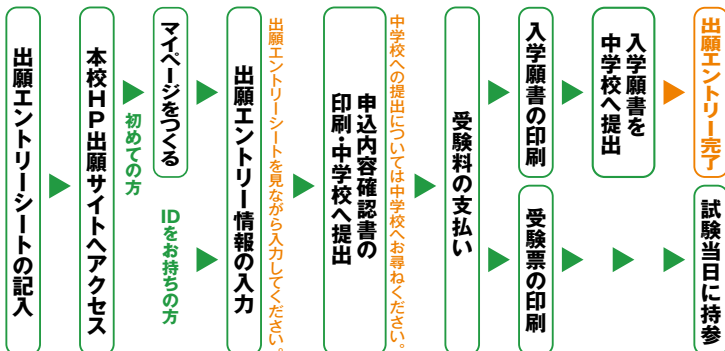 出願エントリーシートの記入
本校HP出願サイトへアクセス
初めての方
マイページをつくる
IDをお持ちの方
出願エントリー情報の入力
出願エントリーシートを見ながら入力してください。
申込内容確認書の
印刷・中学校へ提出
中学校への提出については中学校へお尋ねください。
受験料の支払い
入学願書の印刷
入学願書を
中学校へ提出
出願エントリー完了
受験票の印刷
試験当日に持参